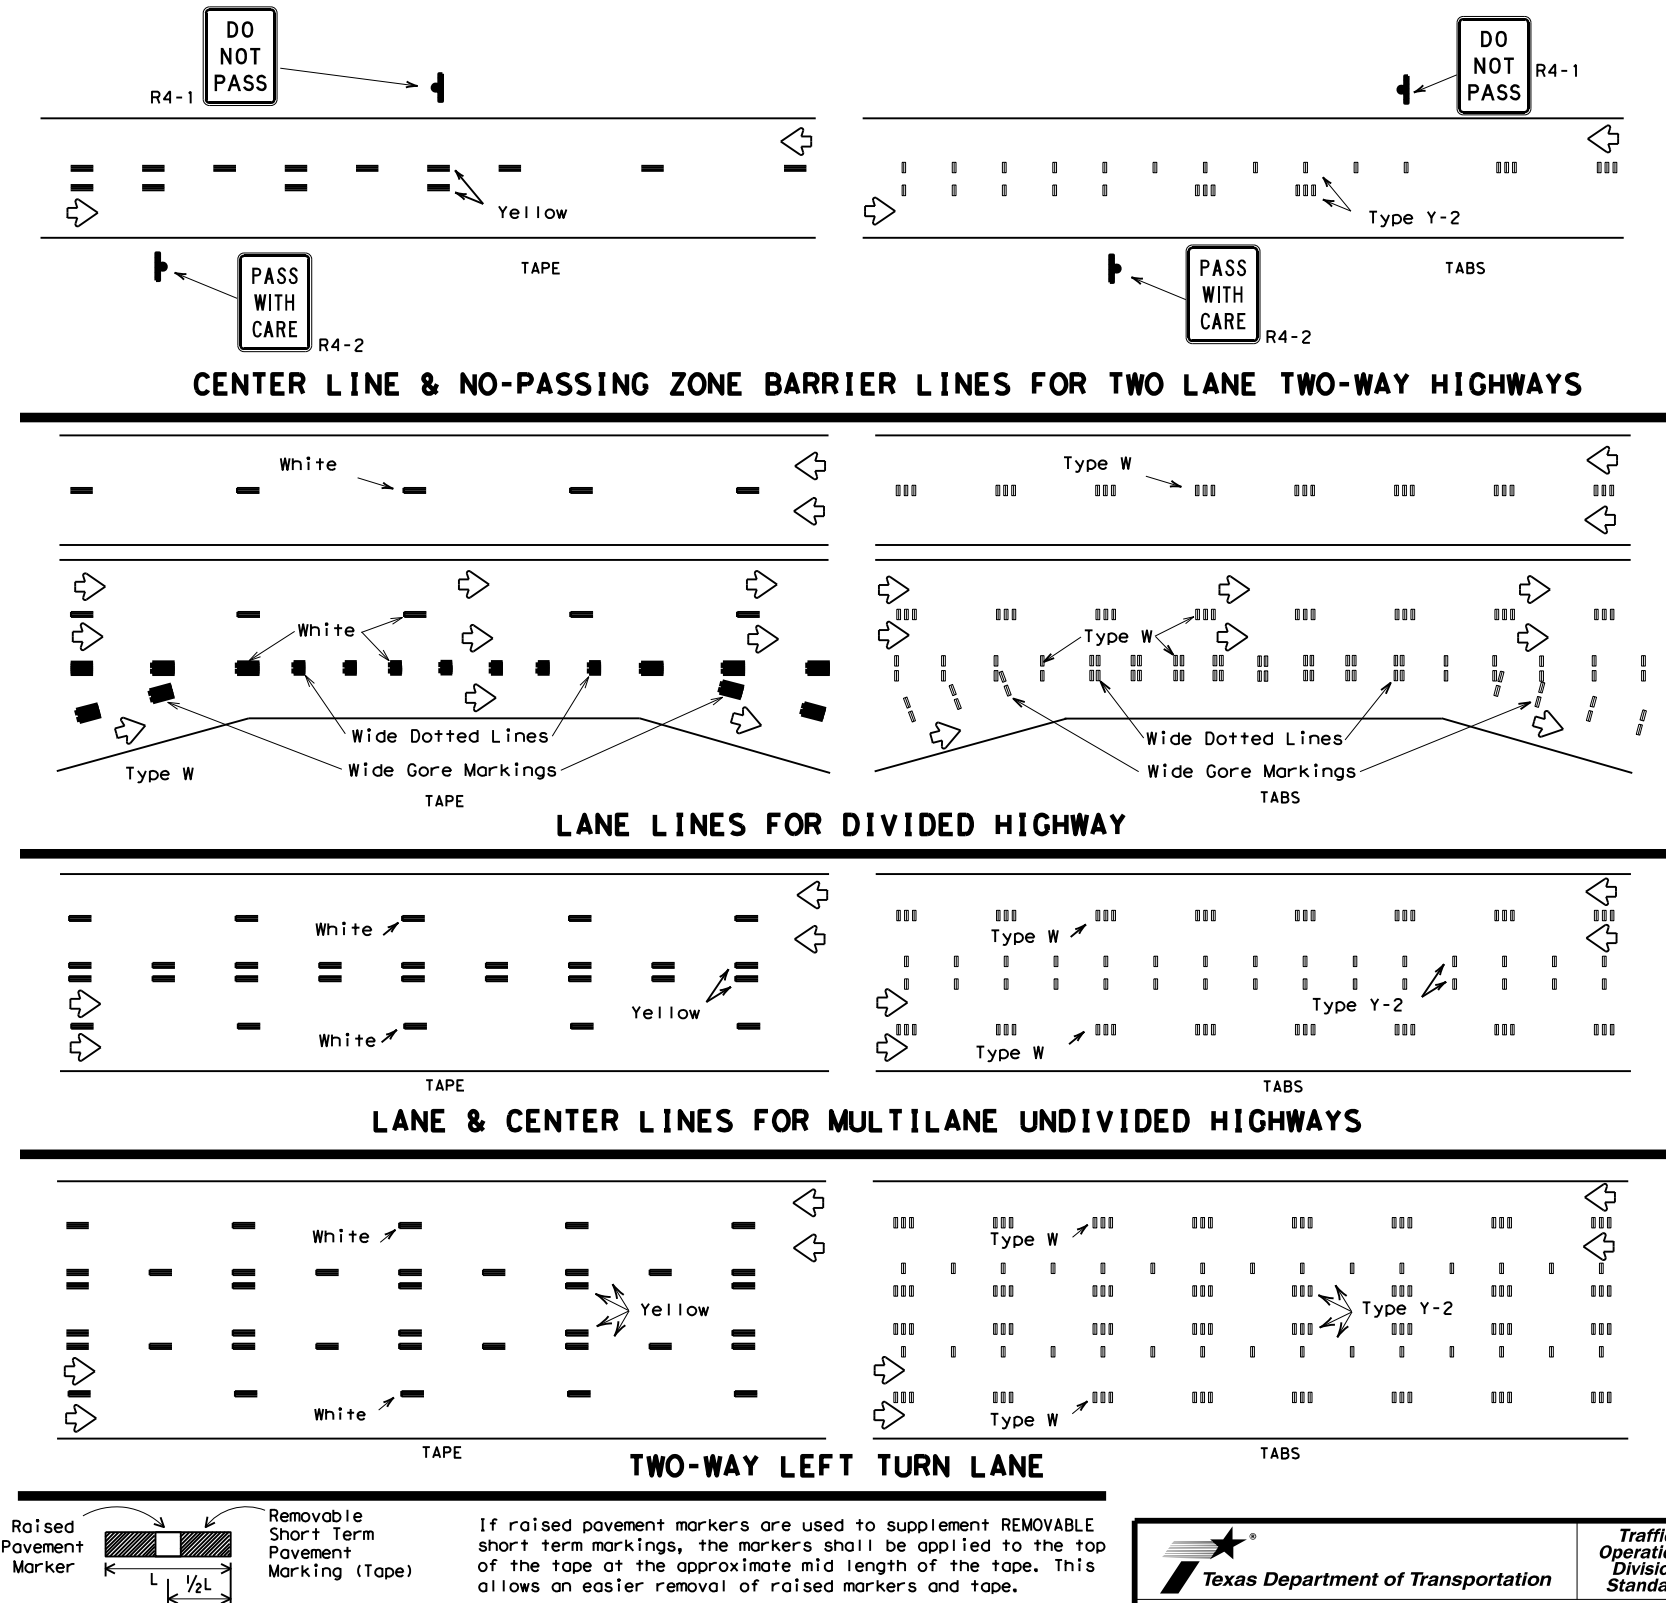 DO
NOT
PASS
R4-1
DO
NOT
PASS
R4-1
Yellow
Type Y-2
PASS
WITH
CARE
R4-2
TAPE
PASS
WITH
CARE
R4-2
TABS
CENTER LINE & NO-PASSING ZONE BARRIER LINES FOR TWO LANE TWO-WAY HIGHWAYS
White
Type W
White
Type W
Wide Dotted Lines
Wide Gore Markings
Type W
TAPE
Wide Dotted Lines
Wide Gore Markings
TABS
LANE LINES FOR DIVIDED HIGHWAY
White
Yellow
White
TAPE
Type W
Type Y-2
Type W
TABS
LANE & CENTER LINES FOR MULTILANE UNDIVIDED HIGHWAYS
White
Yellow
White
TAPE
Type W
Type Y-2
Type W
TABS
TWO-WAY LEFT TURN LANE
Raised
Pavement
Marker
Removable
Short Term
Pavement
Marking (Tape)
L
½L
If raised pavement markers are used to supplement REMOVABLE
short term markings, the markers shall be applied to the top
of the tape at the approximate mid length of the tape. This
allows an easier removal of raised markers and tape.
®
Texas Department of Transportation